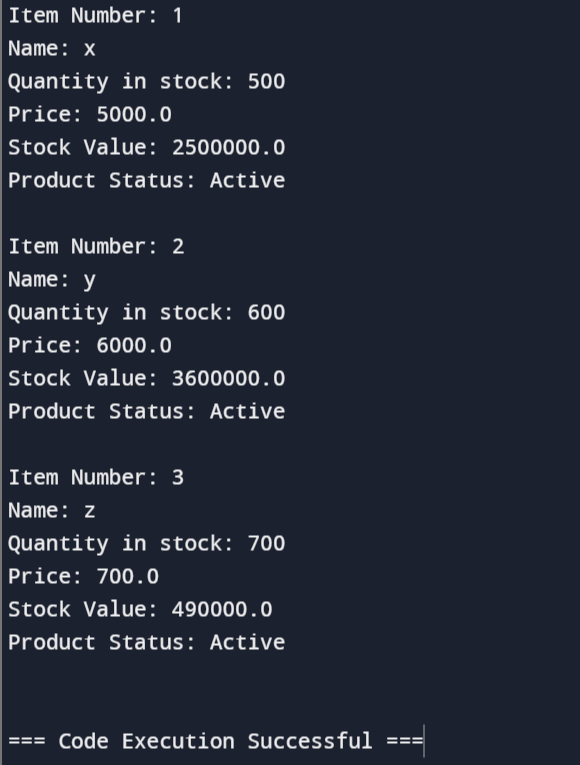 Item Number: 1
Name: x
Quantity in stock: 500
Price: 5000.0
Stock Value: 2500000.0
Product Status: Active
Item Number: 2
Name: y
Quantity in stock: 600
Price: 6000.0
Stock Value: 3600000.0
Product Status: Active
Item Number: 3
Name: z
Quantity in stock: 700
Price: 700.0
Stock Value: 490000.0
Product Status: Active
=== Code Execution Successful ===